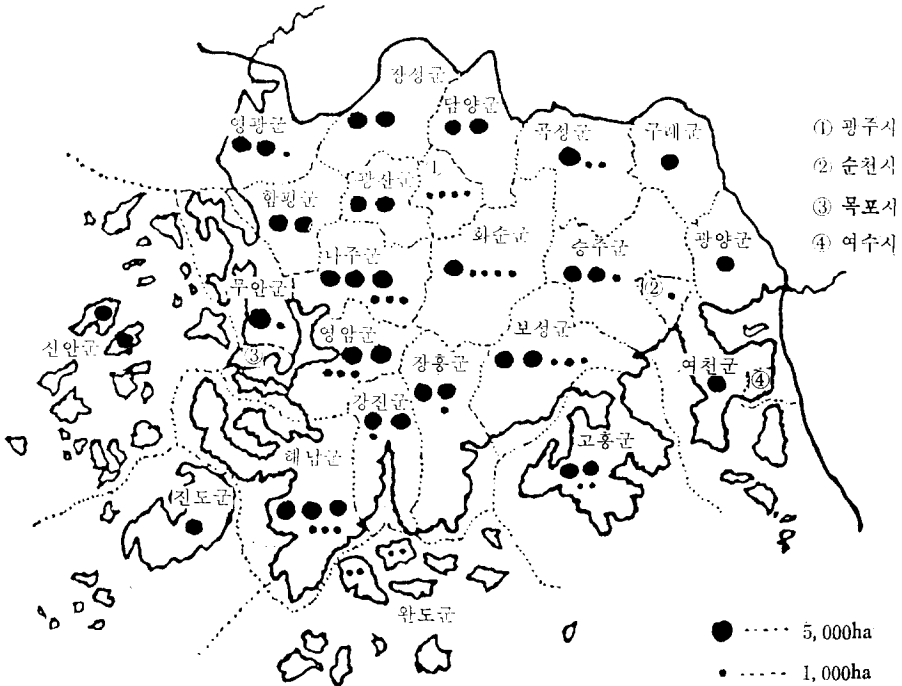 장성군
담양군
영광군
곡성군
구례군
① 광주시
② 순천시
③ 목포시
④ 여수시
함평군
광산군
1
화순군
승주군
광양군
나주군
무안군
②
신안군
③
영암군
장흥군
보성군
여천군
④
강진군
해남군
고흥군
진도군
완도군
5,000ha
1,000ha